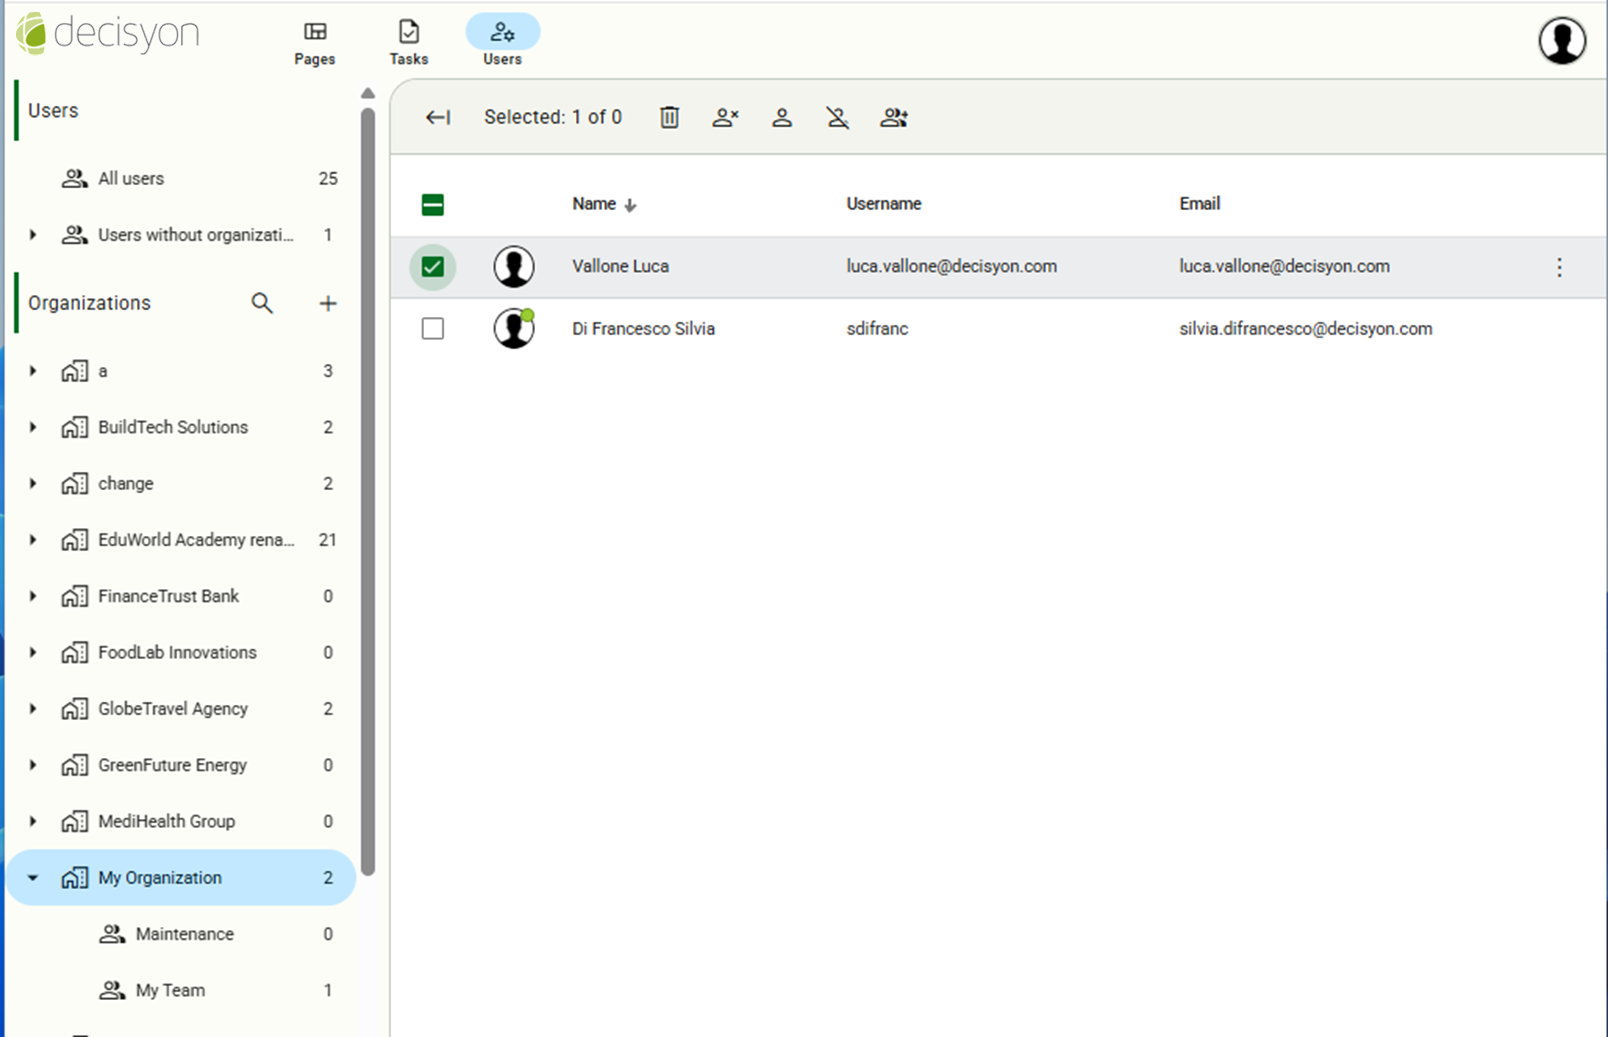 decisyon
Pages
Tasks
Users
Users
All users 25
Users without organizati... 1
Organizations
a 3
BuildTech Solutions 2
change 2
EduWorld Academy rena... 21
FinanceTrust Bank 0
FoodLab Innovations 0
GlobeTravel Agency 2
GreenFuture Energy 0
MediHealth Group 0
My Organization 2
Maintenance 0
My Team 1
Selected: 1 of 0
Name Username Email
Vallone Luca luca.vallone@decisyon.com luca.vallone@decisyon.com
Di Francesco Silvia sdifranc silvia.difrancesco@decisyon.com